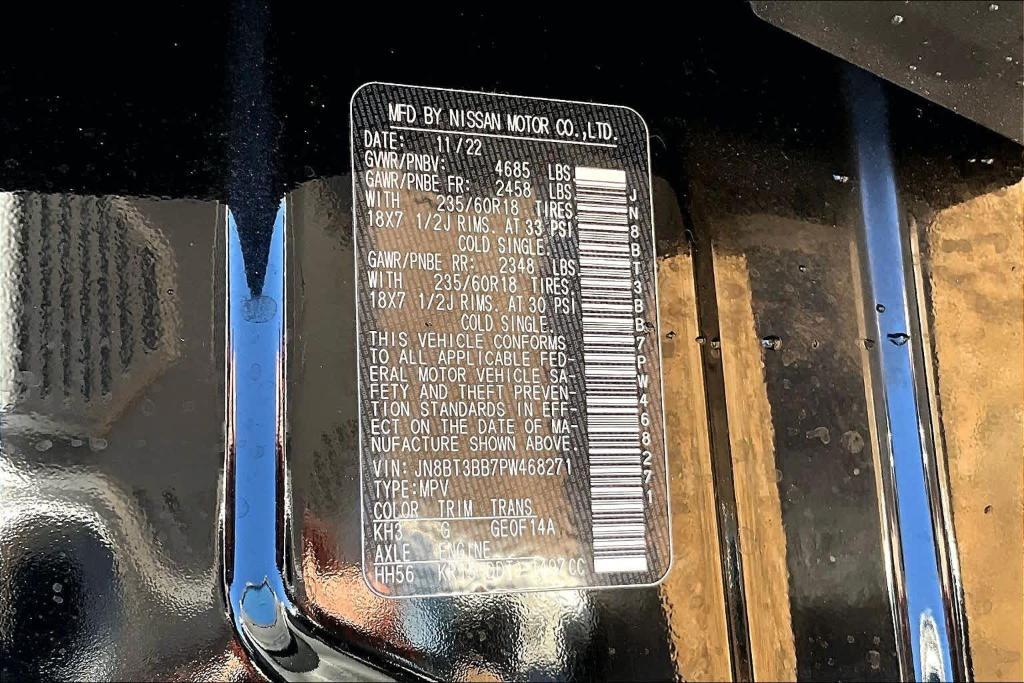 MFD BY NISSAN MOTOR CO.,LTD.
DATE: 11/22
GVWR/PNBV: 4685 LBS
GAWR/PNBE FR: 2458 LBS
WITH 235/60R18 TIRES.
18X7 1/2J RIMS. AT 33 PSI
COLD SINGLE.
GAWR/PNBE RR: 2348 LBS
WITH 235/60R18 TIRES.
18X7 1/2J RIMS. AT 30 PSI
COLD SINGLE.
THIS VEHICLE CONFORMS
TO ALL APPLICABLE FED-
ERAL MOTOR VEHICLE SA-
FETY AND THEFT PREVEN-
TION STANDARDS IN EFF-
ECT ON THE DATE OF MA-
NUFACTURE SHOWN ABOVE.
VIN: JN8BT3BB7PW468271
TYPE:MPV
COLOR TRIM TRANS
KH3 G GE0F14A
AXLE ENGINE
HH56 CC
JN8BT3BB7PW468271